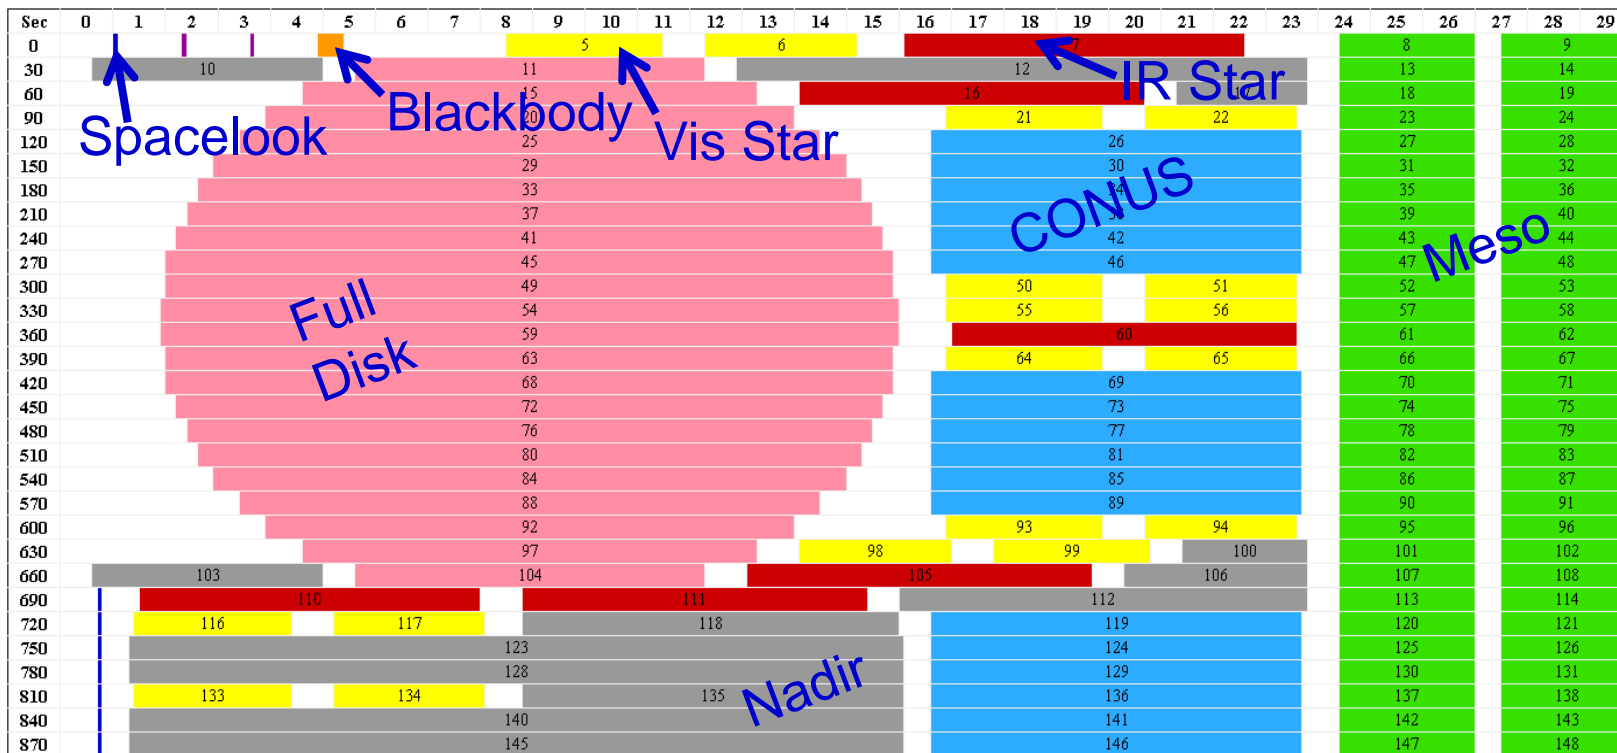 Sec 0 1 2 3 4 5 6 7 8 9 10 11 12 13 14 15 16 17 18 19 20 21 22 23 24 25 26 27 28 29
0 5 6 7 8 9
30 10 11 12 13 14
60 15 16 17 18 19
90 20 21 22 23 24
120 25 26 27 28
150 29 30 31 32
180 33 34 35 36
210 37 39 40
240 41 42 43 44
270 45 46 47 48
300 49 50 51 52 53
330 54 55 56 57 58
360 59 60 61 62
390 63 64 65 66 67
420 68 69 70 71
450 72 73 74 75
480 76 77 78 79
510 80 81 82 83
540 84 85 86 87
570 88 89 90 91
600 92 93 94 95 96
630 97 98 99 100 101 102
660 103 104 105 106 107 108
690 110 111 112 113 114
720 116 117 118 119 120 121
750 123 124 125 126
780 128 129 130 131
810 133 134 135 136 137 138
840 140 141 142 143
870 145 146 147 148
Spacelook
Blackbody
Vis Star
IR Star
CONUS
Meso
Full
Disk
Nadir